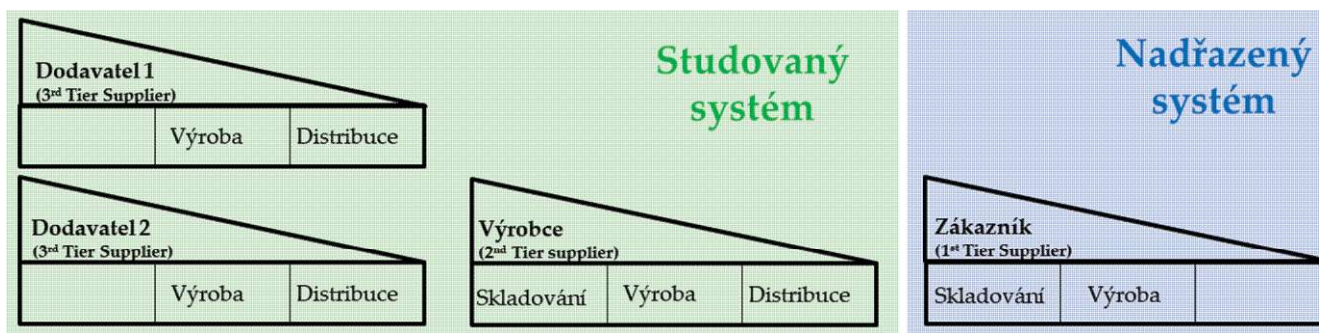 Dodavatel 1
(3rd Tier Supplier)
Výroba
Distribuce
Studovaný
systém
Nadřazený
systém
Dodavatel 2
(3rd Tier Supplier)
Výroba
Distribuce
Výrobce
(2nd Tier supplier)
Skladování
Výroba
Distribuce
Zákazník
(1st Tier Supplier)
Skladování
Výroba